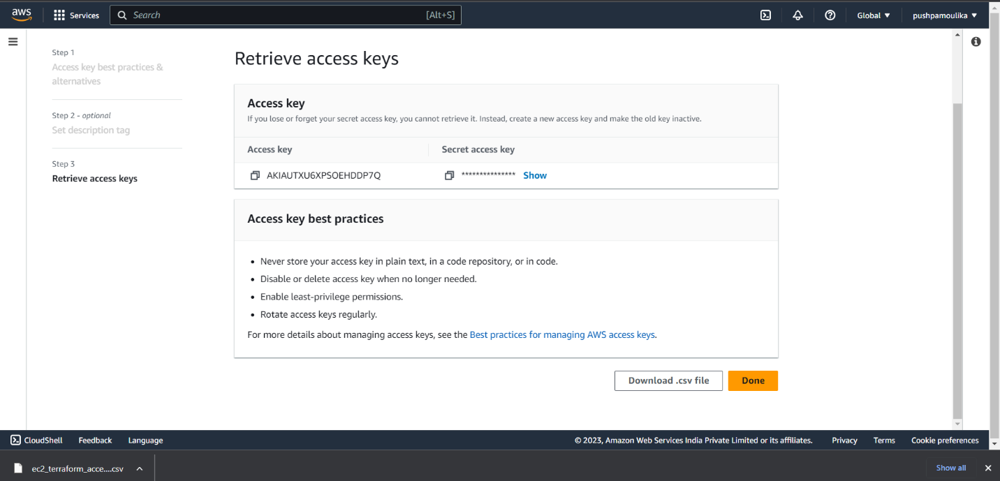 aws
Services
Search
[Alt+S]
Global ▼
pushpamoulika ▼
Step 1
Access key best practices &
alternatives
Step 2 - optional
Set description tag
Step 3
Retrieve access keys
Retrieve access keys
Access key
If you lose or forget your secret access key, you cannot retrieve it. Instead, create a new access key and make the old key inactive.
Access key
Secret access key
AKIAUTXU6XPSOEHDDP7Q
*************** Show
Access key best practices
• Never store your access key in plain text, in a code repository, or in code.
• Disable or delete access key when no longer needed.
• Enable least-privilege permissions.
• Rotate access keys regularly.
For more details about managing access keys, see the Best practices for managing AWS access keys.
Download .csv file
Done
CloudShell
Feedback
Language
© 2023, Amazon Web Services India Private Limited or its affiliates.
Privacy
Terms
Cookie preferences
ec2_terraform_acce....csv
Show all